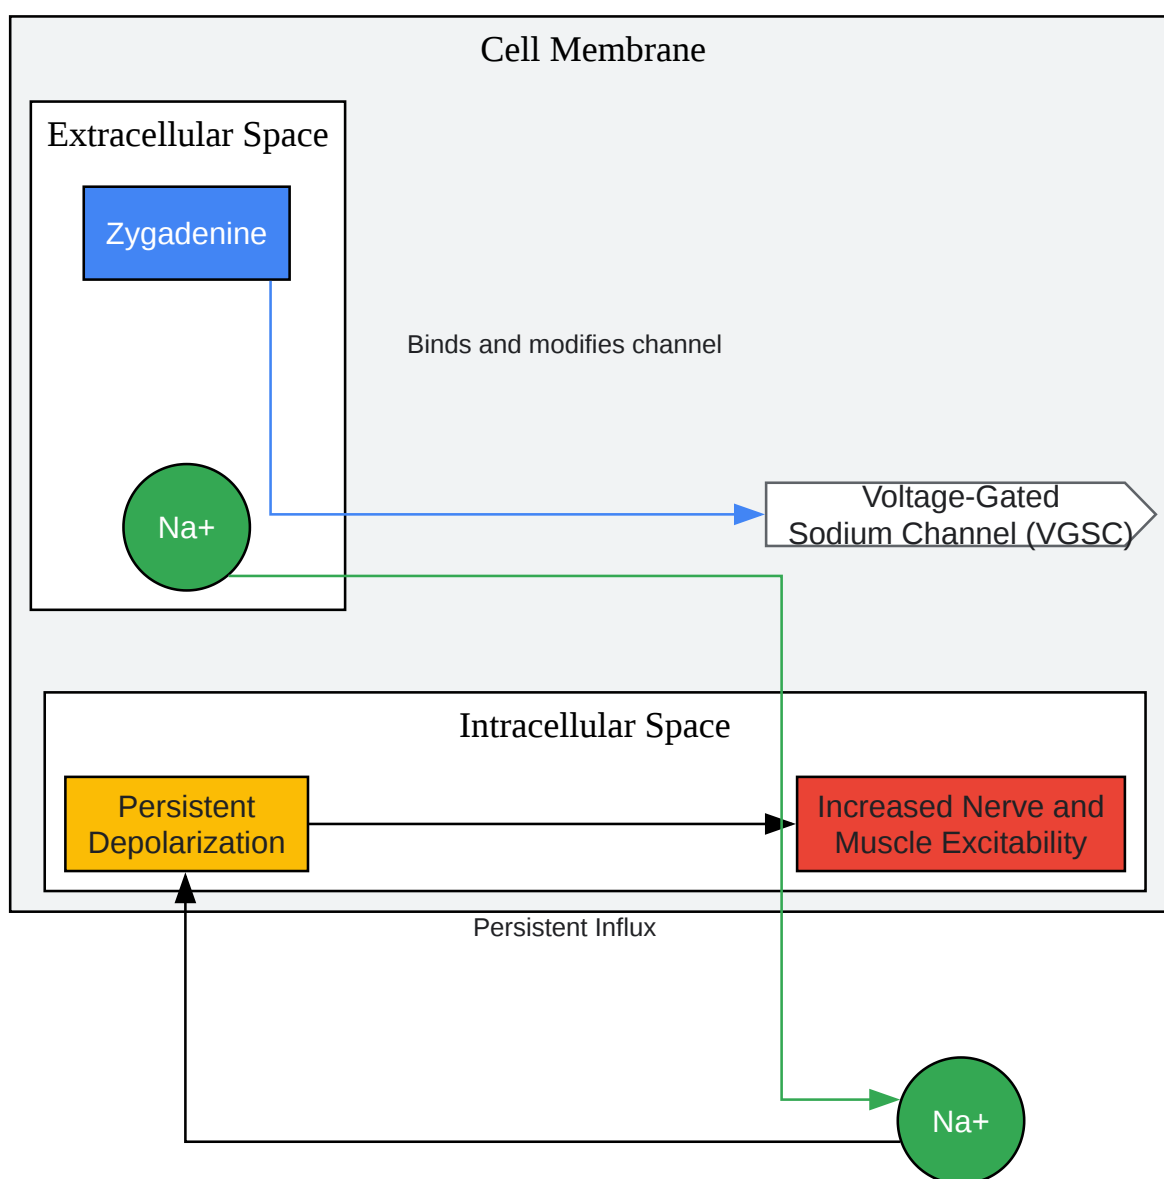 Cell Membrane
Extracellular Space
Zygadenine
Binds and modifies channel
Voltage-Gated
Sodium Channel (VGSC)
Na+
Intracellular Space
Persistent
Depolarization
Increased Nerve and
Muscle Excitability
Persistent Influx
Na+